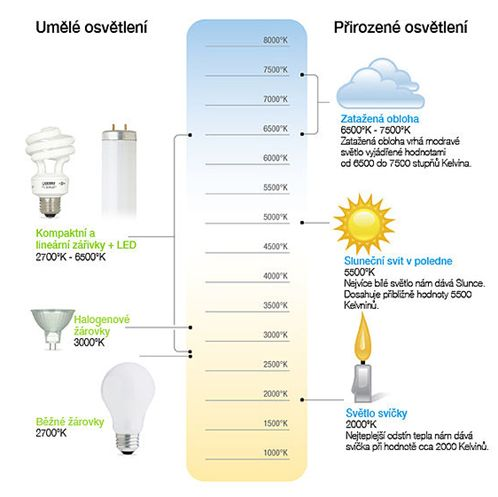 Umělé osvětlení
Přirozené osvětlení
8000°K
7500°K
7000°K
6500°K
6000°K
5500°K
5000°K
4500°K
4000°K
3500°K
3000°K
2500°K
2000°K
1500°K
1000°K
Kompaktní a
lineární zářivky + LED
2700°K - 6500°K
Halogenové
žárovky
3000°K
Běžné žárovky
2700°K
Zatažená obloha
6500°K - 7500°K
Zatažená obloha vrhá modravé
světlo vyjádřené hodnotami
od 6500 do 7500 stupňů Kelvina.
Sluneční svit v poledne
5500°K
Nejvíce bílé světlo nám dává Slunce.
Dosahuje přibližně hodnoty 5500
Kelvninů.
Světlo svíčky
2000°K
Nejteplejší odstín tepla nám dává
svíčka při hodnotě cca 2000 Kelvinů.